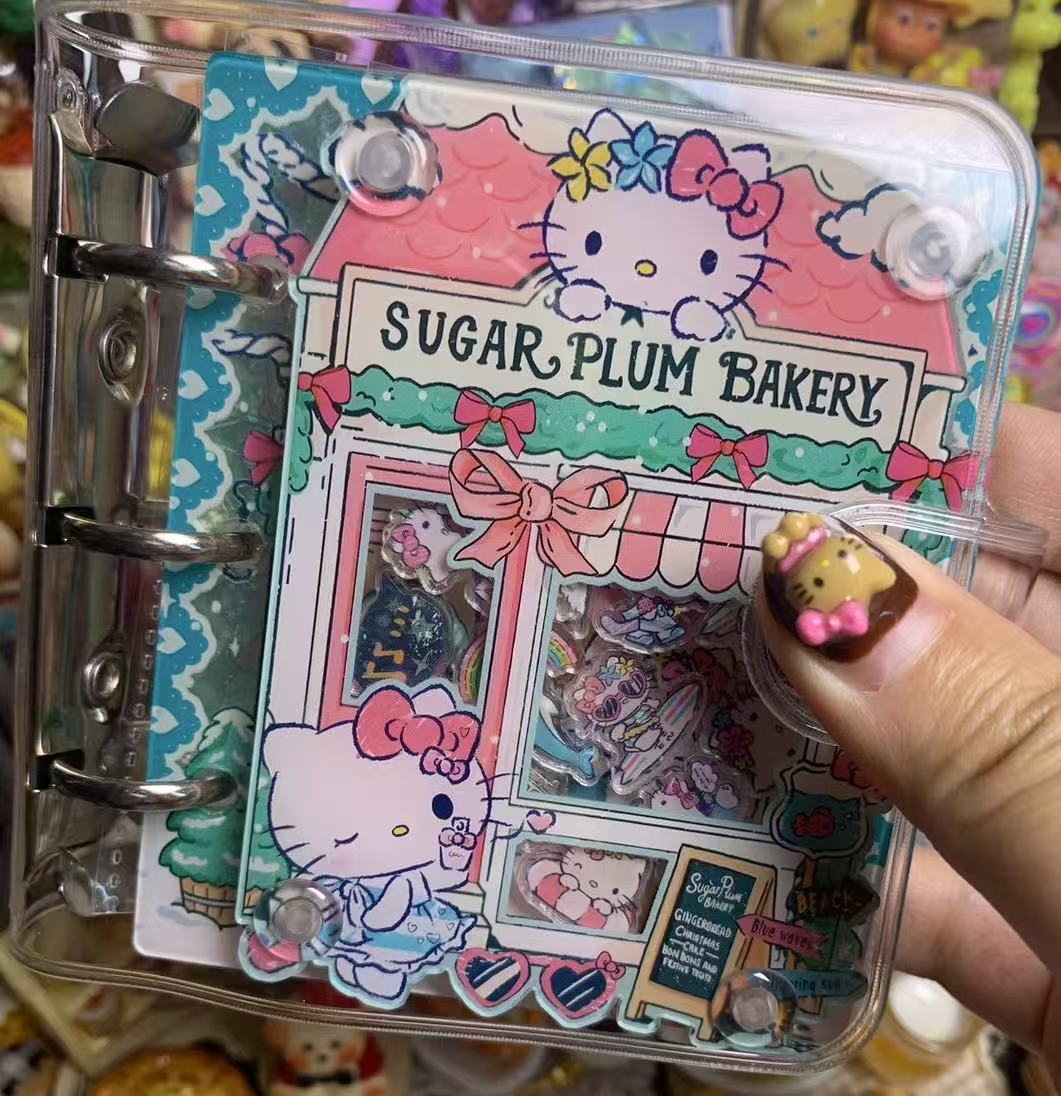 SUGAR PLUM BAKERY
Sugar Plum
BAKERY
GINGERBREAD
CHRISTMAS
CAKE
BON BONS AND
FESTIVE TREATS
BEACH
Blue waves